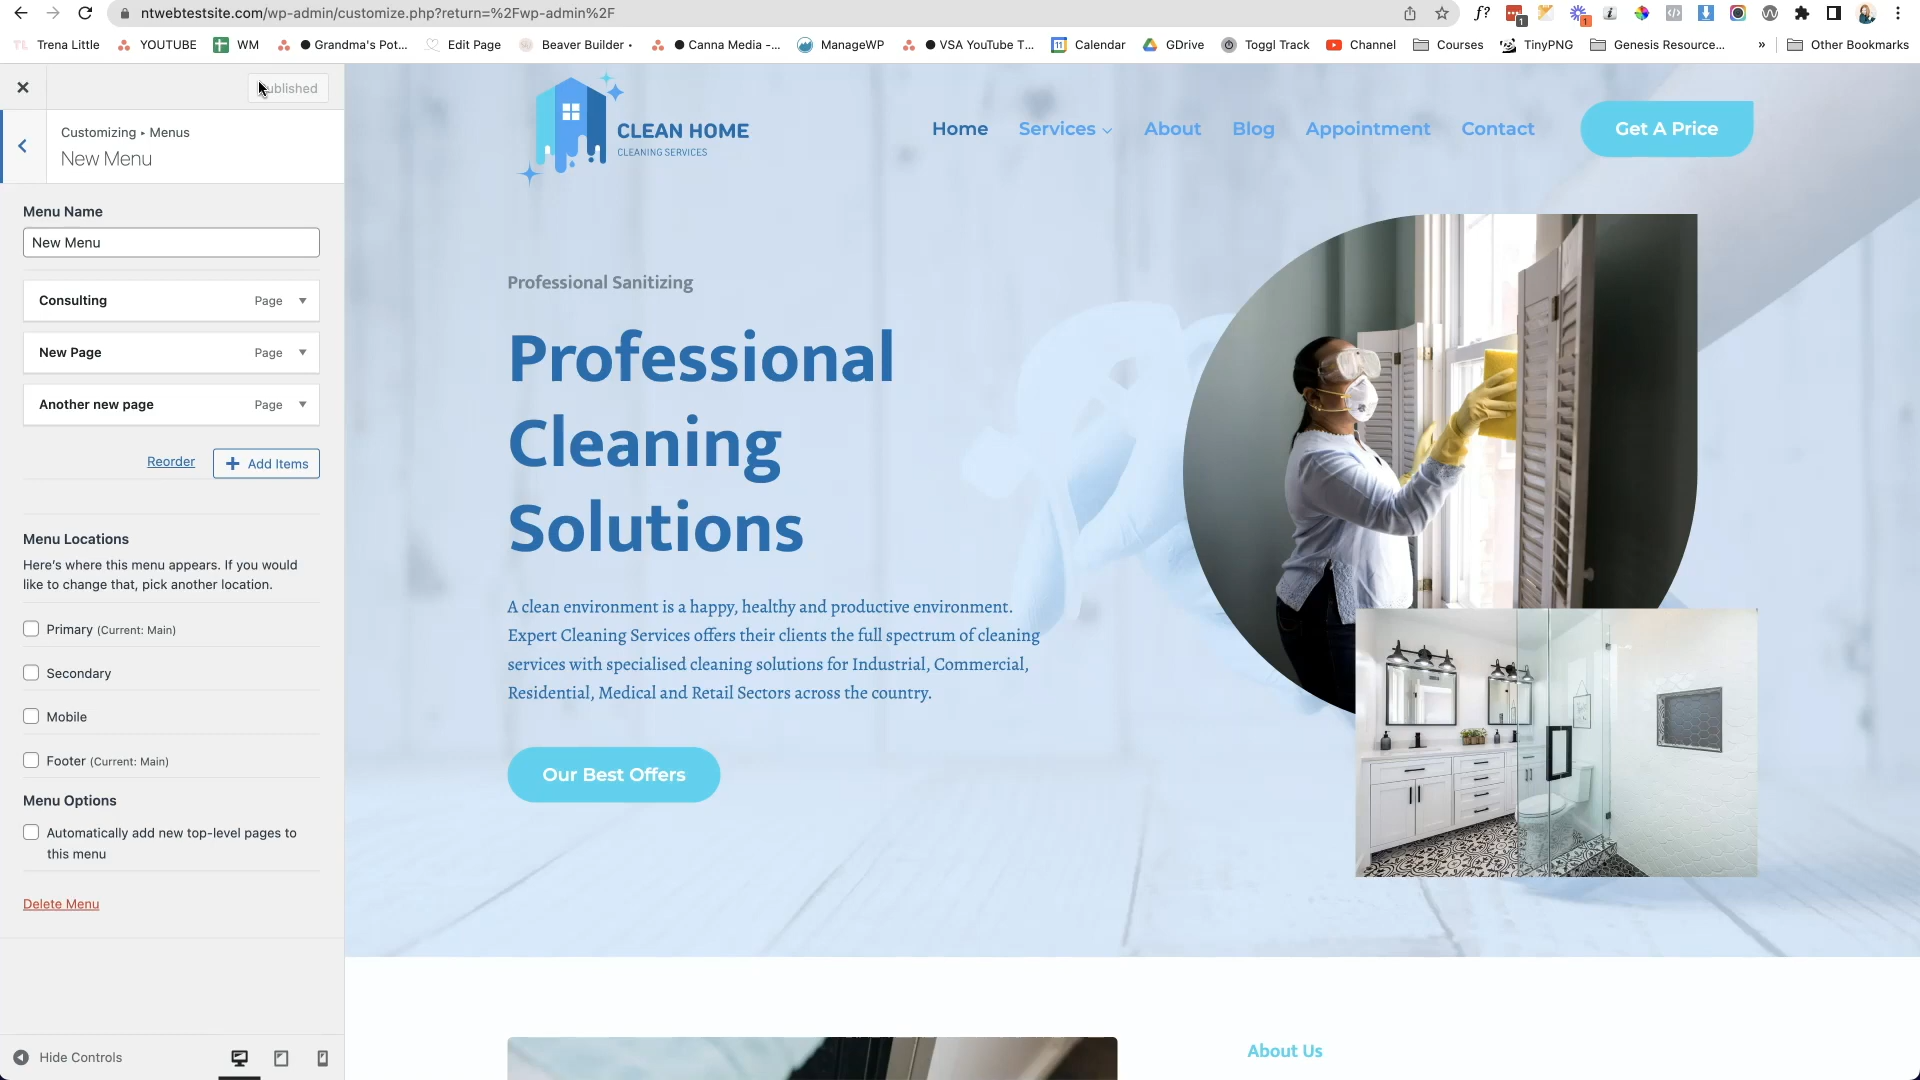 ntwebtestsite.com/wp-admin/customize.php?return=%2Fwp-admin%2F
f?
1
1
TL Trena Little
YOUTUBE
WM
Grandma's Pot...
Edit Page
Beaver Builder •
Canna Media -...
ManageWP
VSA YouTube T...
Calendar
GDrive
Toggl Track
Channel
Courses
TinyPNG
Genesis Resource...
»
Other Bookmarks
Customizing ▸ Menus
New Menu
Menu Name
New Menu
Consulting Page
New Page Page
Another new page Page
Reorder
Add Items
Menu Locations
Here's where this menu appears. If you would
like to change that, pick another location.
Primary (Current: Main)
Secondary
Mobile
Footer (Current: Main)
Menu Options
Automatically add new top-level pages to
this menu
Delete Menu
Hide Controls
CLEAN HOME
CLEANING SERVICES
Home
Services
About
Blog
Appointment
Contact
Get A Price
Professional Sanitizing
Professional
Cleaning
Solutions
A clean environment is a happy, healthy and productive environment.
Expert Cleaning Services offers their clients the full spectrum of cleaning
services with specialised cleaning solutions for Industrial, Commercial,
Residential, Medical and Retail Sectors across the country.
Our Best Offers
About Us